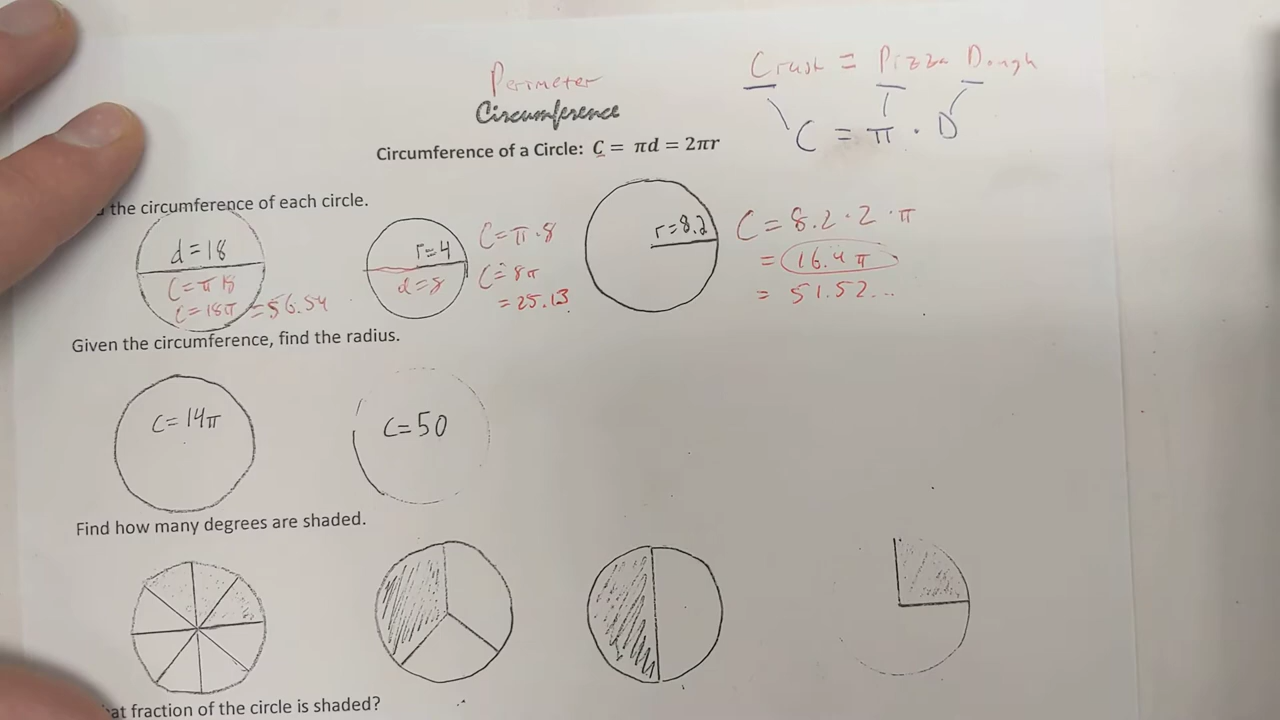 Perimeter
Crust = Pizza Dough
Circumference
C = π · D
Circumference of a Circle: C = πd = 2πr
the circumference of each circle.
d=18
C=π 18
C=18π =56.54
r=4
d=8
C=π·8
C=8π
=25.13
r=8.2
C=8.2·2·π
= 16.4π
= 51.52...
Given the circumference, find the radius.
C=14π
C=50
Find how many degrees are shaded.
at fraction of the circle is shaded?